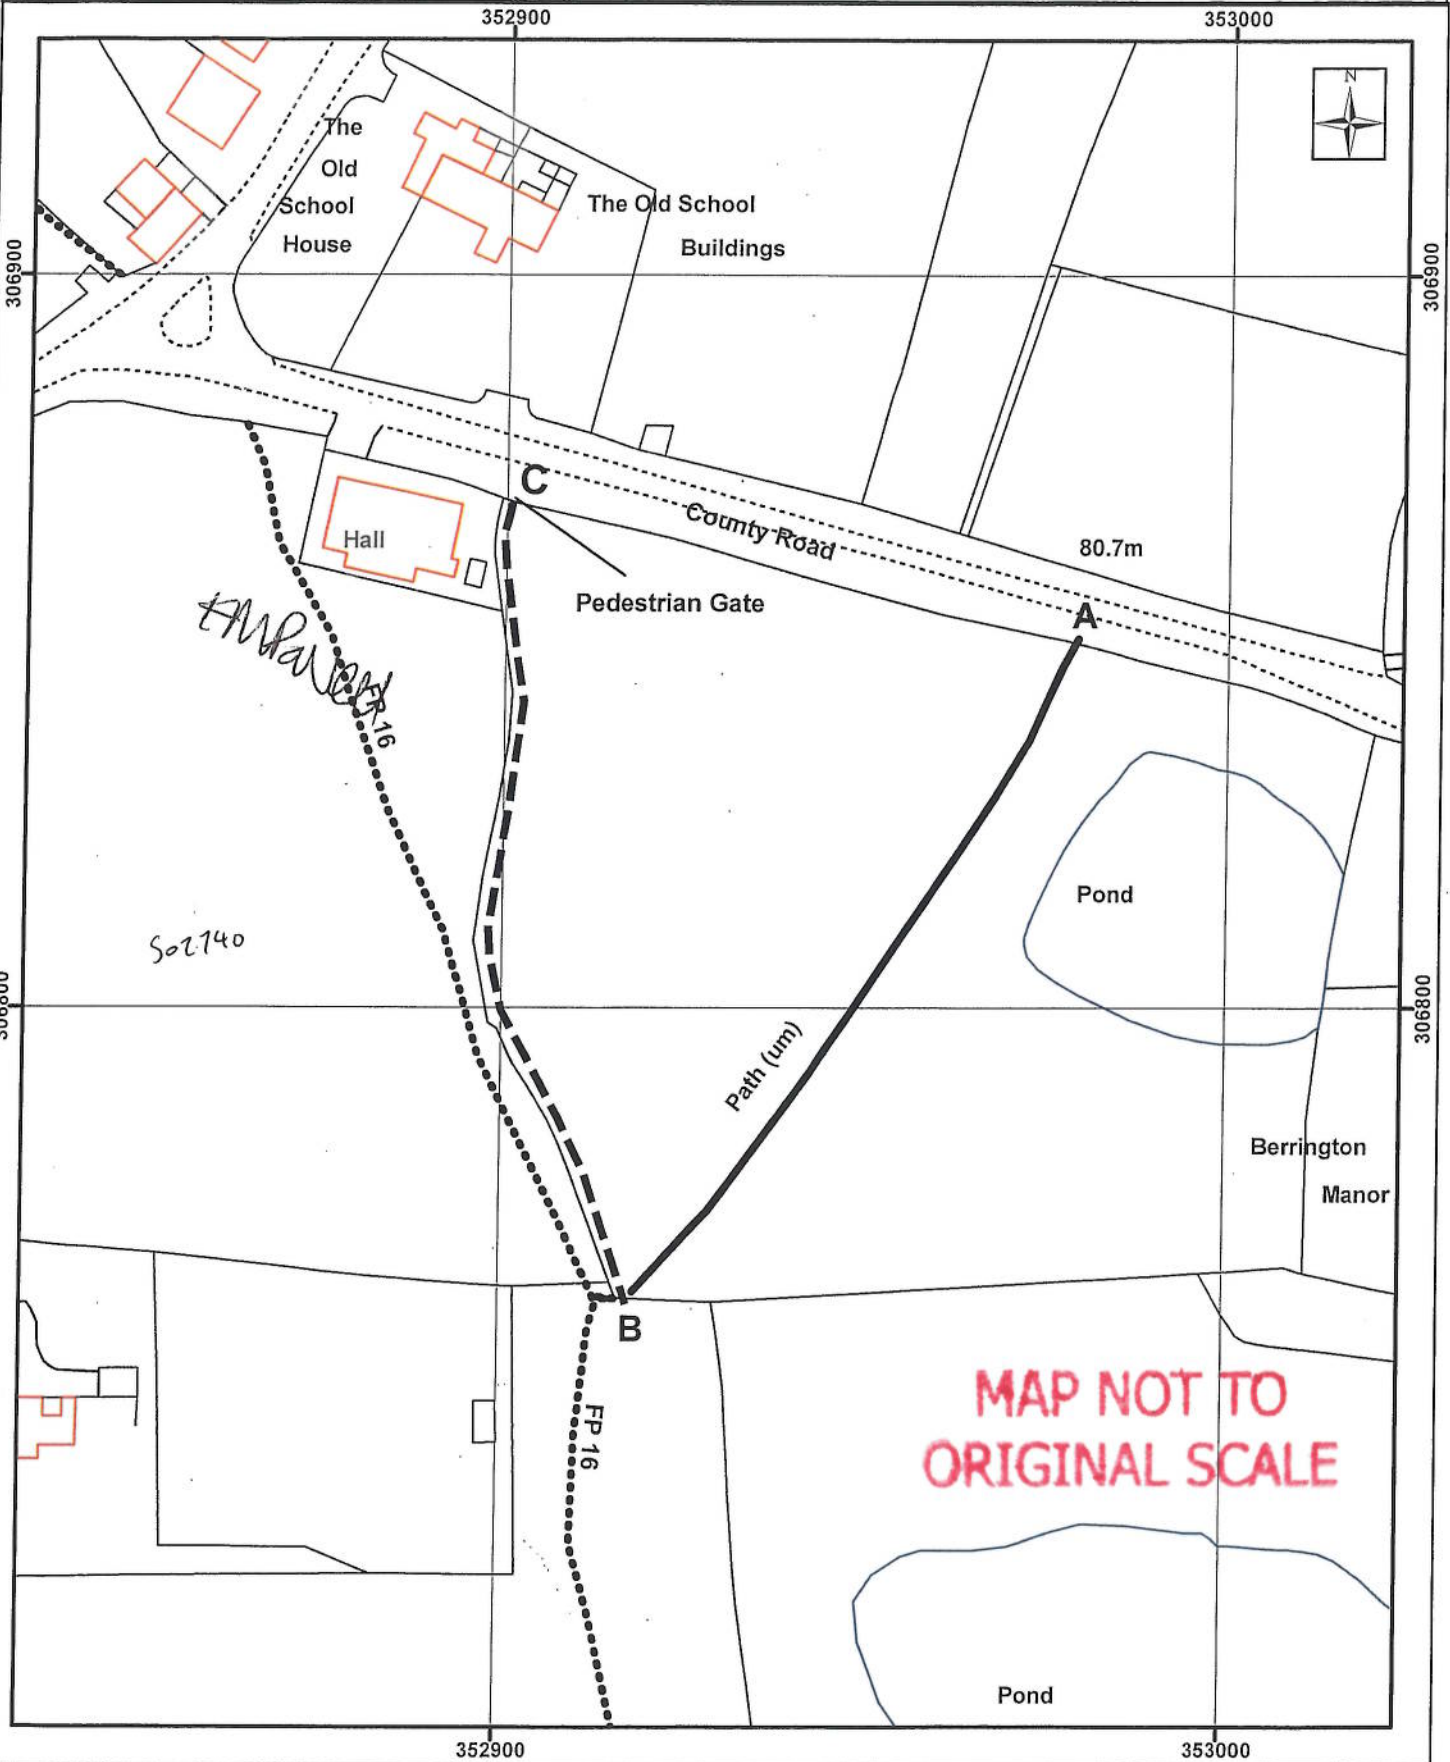 352900
353000
N
The
Old
School
House
The Old School
Buildings
306900
306900
C
County Road
80.7m
Hall
Pedestrian Gate
A
FP 16
Pond
So2740
306800
Path (um)
Berrington
Manor
B
FP 16
MAP NOT TO
ORIGINAL SCALE
Pond
352900
353000